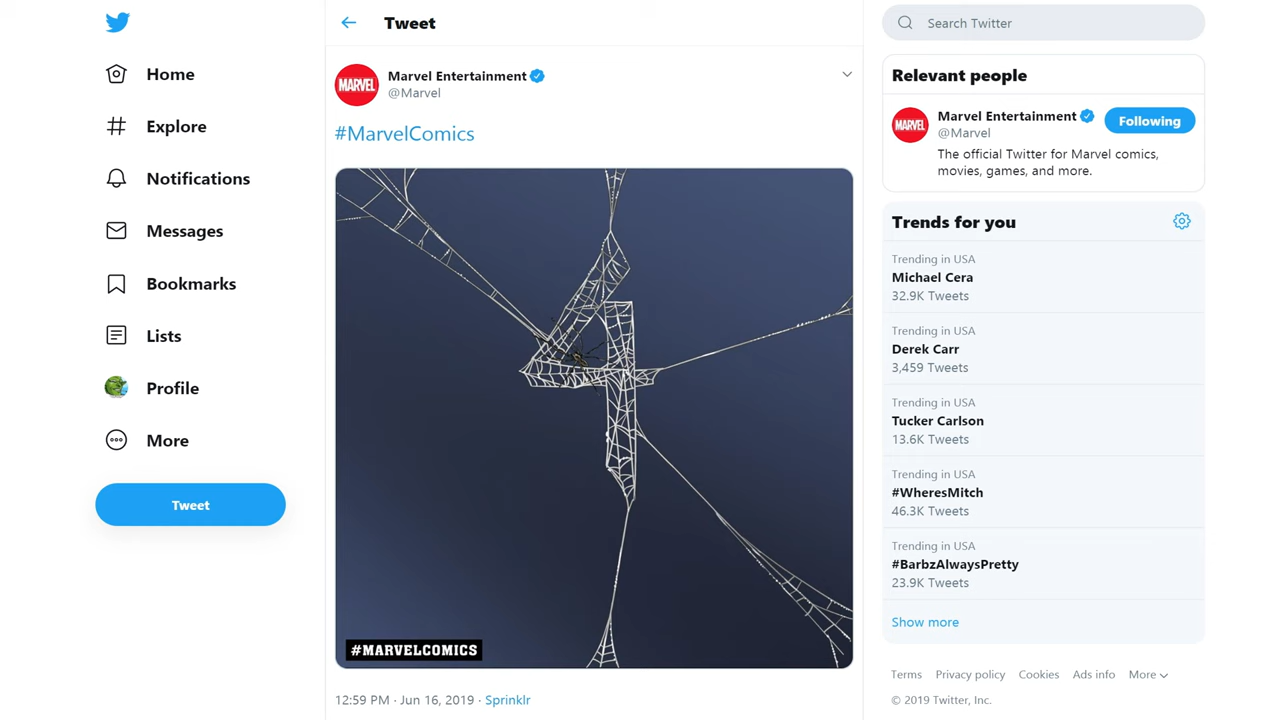 Home
Explore
Notifications
Messages
Bookmarks
Lists
Profile
More
Tweet
Tweet
MARVEL
Marvel Entertainment
@Marvel
#MarvelComics
4
#MARVELCOMICS
12:59 PM · Jun 16, 2019 · Sprinklr
Search Twitter
Relevant people
MARVEL
Marvel Entertainment
@Marvel
Following
The official Twitter for Marvel comics,
movies, games, and more.
Trends for you
Trending in USA
Michael Cera
32.9K Tweets
Trending in USA
Derek Carr
3,459 Tweets
Trending in USA
Tucker Carlson
13.6K Tweets
Trending in USA
#WheresMitch
46.3K Tweets
Trending in USA
#BarbzAlwaysPretty
23.9K Tweets
Show more
Terms Privacy policy Cookies Ads info More
© 2019 Twitter, Inc.